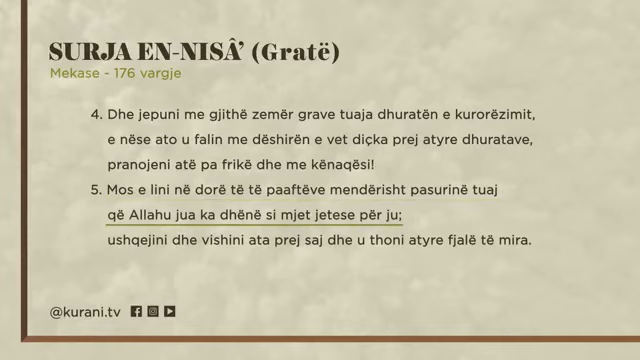 SURJA EN-NISÂ’ (Gratë)
Mekase - 176 vargje
4. Dhe jepuni me gjithë zemër grave tuaja dhuratën e kurorëzimit,
e nëse ato u falin me dëshirën e vet diçka prej atyre dhuratave,
pranojeni atë pa frikë dhe me kënaqësi!
5. Mos e lini në dorë të të paaftëve mendërisht pasurinë tuaj
që Allahu jua ka dhënë si mjet jetese për ju;
ushqejini dhe vishini ata prej saj dhe u thoni atyre fjalë të mira.
@kurani.tv